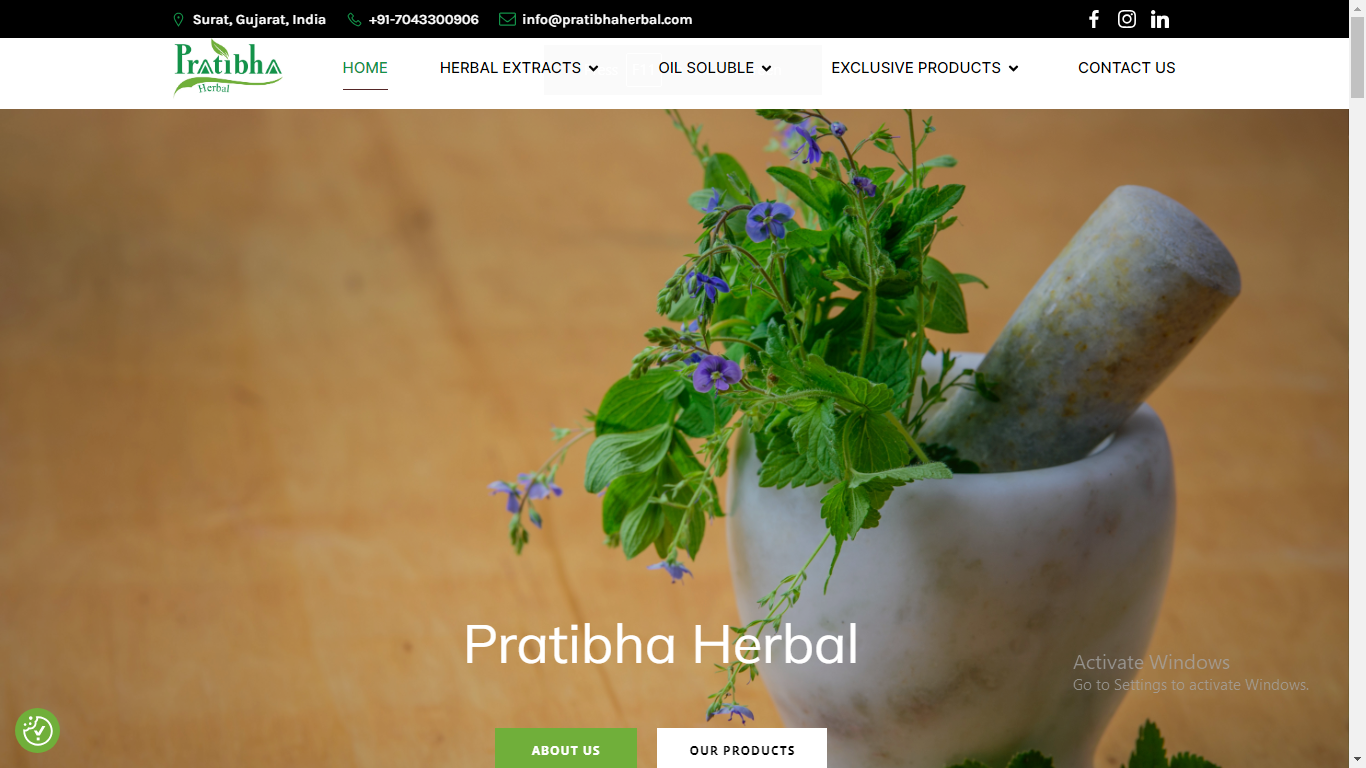 Surat, Gujarat, India
+91-7043300906
info@pratibhaherbal.com
Pratibha
Herbal
HOME
HERBAL EXTRACTS
OIL SOLUBLE
EXCLUSIVE PRODUCTS
CONTACT US
Pratibha Herbal
Activate Windows
Go to Settings to activate Windows.
ABOUT US
OUR PRODUCTS